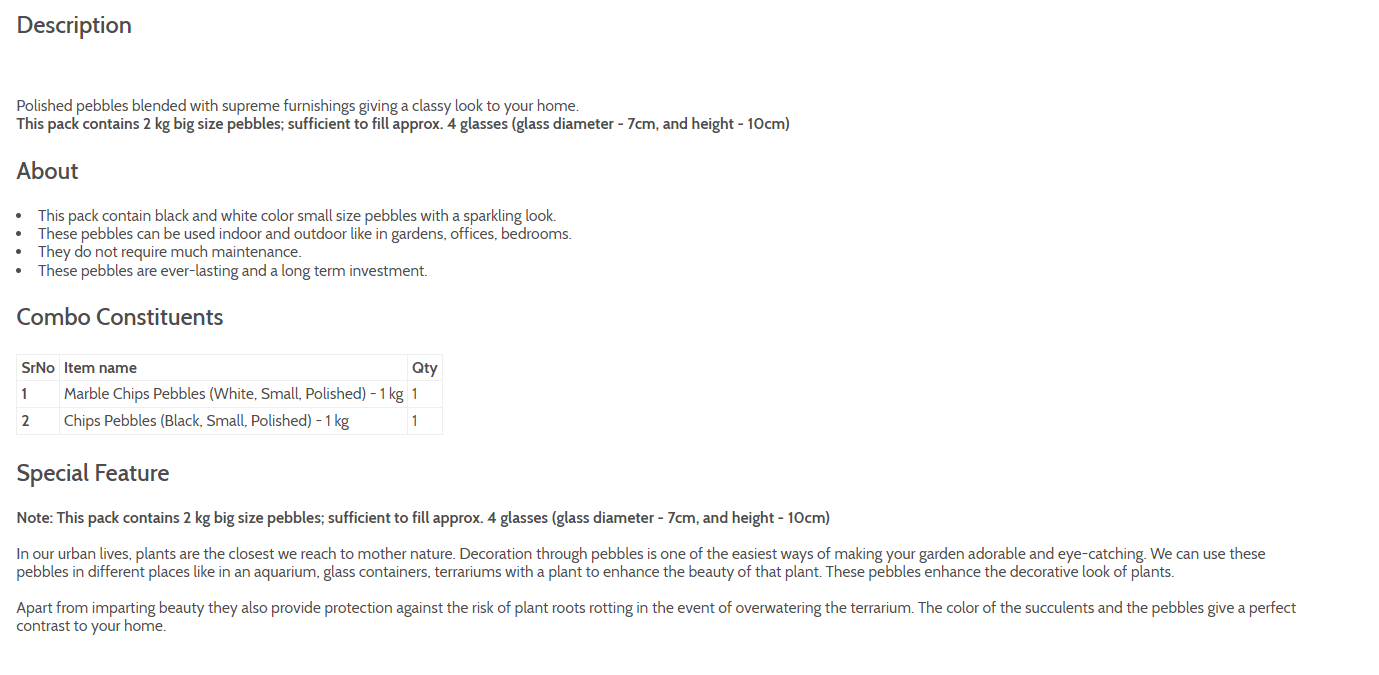 Description
Polished pebbles blended with supreme furnishings giving a classy look to your home.
This pack contains 2 kg big size pebbles; sufficient to fill approx. 4 glasses (glass diameter - 7cm, and height - 10cm)
About
• This pack contain black and white color small size pebbles with a sparkling look.
• These pebbles can be used indoor and outdoor like in gardens, offices, bedrooms.
• They do not require much maintenance.
• These pebbles are ever-lasting and a long term investment.
Combo Constituents
SrNo Item name Qty
1 Marble Chips Pebbles (White, Small, Polished) - 1 kg 1
2 Chips Pebbles (Black, Small, Polished) - 1 kg 1
Special Feature
Note: This pack contains 2 kg big size pebbles; sufficient to fill approx. 4 glasses (glass diameter - 7cm, and height - 10cm)
In our urban lives, plants are the closest we reach to mother nature. Decoration through pebbles is one of the easiest ways of making your garden adorable and eye-catching. We can use these
pebbles in different places like in an aquarium, glass containers, terrariums with a plant to enhance the beauty of that plant. These pebbles enhance the decorative look of plants.
Apart from imparting beauty they also provide protection against the risk of plant roots rotting in the event of overwatering the terrarium. The color of the succulents and the pebbles give a perfect
contrast to your home.